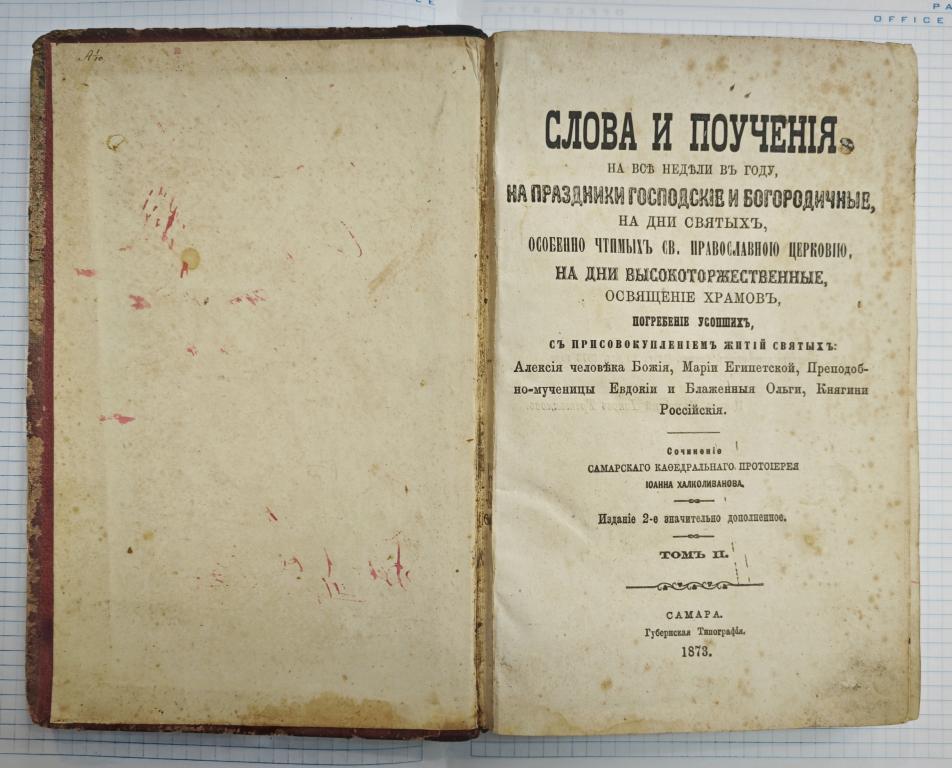 OFFICE
СЛОВА И ПОУЧЕНІЯ
НА ВСѢ НЕДѢЛИ ВЪ ГОДУ,
НА ПРАЗДНИКИ ГОСПОДСКІЕ И БОГОРОДИЧНЫЕ,
НА ДНИ СВЯТЫХЪ,
ОСОБЕННО ЧТИМЫХЪ СВ. ПРАВОСЛАВНОЮ ЦЕРКОВІЮ,
НА ДНИ ВЫСОКОТОРЖЕСТВЕННЫЕ,
ОСВЯЩЕНІЕ ХРАМОВЪ,
ПОГРЕБЕНІЕ УСОПШИХЪ,
СЪ ПРИСОВОКУПЛЕНІЕМЪ ЖИТІЙ СВЯТЫХЪ:
Алексія человѣка Божія, Маріи Египетской, Преподоб-
но-мученицы Евдокіи и Блаженныя Ольги, Княгини
Россійскія.
Сочиненіе
САМАРСКАГО КАѲЕДРАЛЬНАГО ПРОТОІЕРЕЯ
ІОАННА ХАЛКОЛИВАНОВА.
Изданіе 2-е значительно дополненное.
ТОМЪ II.
САМАРА.
Губернская Типографія.
1873.